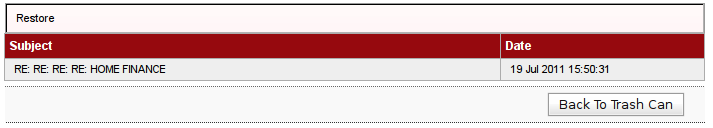 Restore
Subject Date
RE: RE: RE: RE: HOME FINANCE 19 Jul 2011 15:50:31
Back To Trash Can